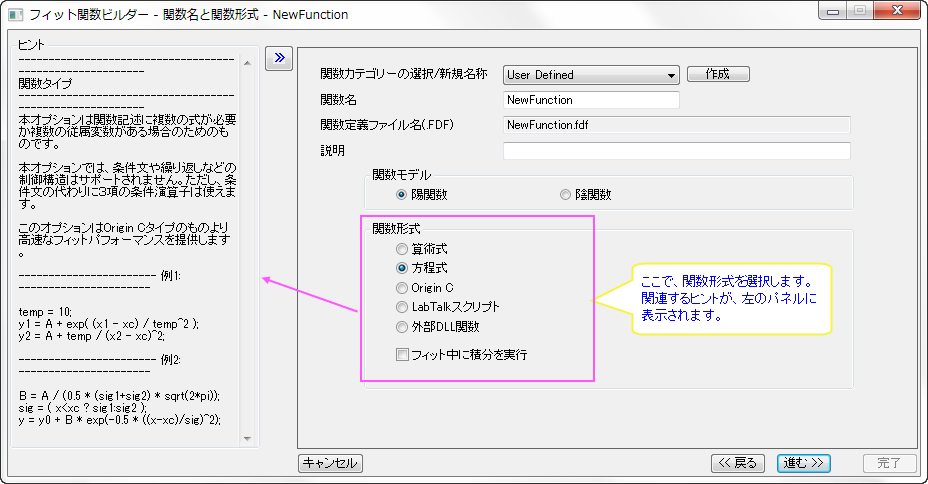 フィット関数ビルダー - 関数名と関数形式 - NewFunction
ヒント
----------------------------------------
-----------------------
関数タイプ
----------------------------------------
-----------------------
本オプションは関数記述に複数の式が必要
か複数の従属変数がある場合のためのも
のです。
本オプションでは、条件文や繰り返しなどの
制御構造はサポートされません。ただし、条
件文の代わりに3項の条件演算子は使えま
す。
このオプションはOrigin Cタイプのものより
高速なフィットパフォーマンスを提供します
。
------------------------- 例1:
------------------------
temp = 10;
y1 = A + exp( (x1 - xc) / temp^2 );
y2 = A + temp / (x2 - xc)^2;
------------------------- 例2:
------------------------
B = A / (0.5 * (sig1+sig2) * sqrt(2*pi));
sig = ( x<xc ? sig1:sig2 );
y = y0 + B * exp(-0.5 * ((x-xc)/sig)^2);
関数カテゴリーの選択/新規名称
User Defined
作成
関数名
NewFunction
関数定義ファイル名(.FDF)
NewFunction.fdf
説明
関数モデル
陽関数
陰関数
関数形式
算術式
方程式
Origin C
LabTalkスクリプト
外部DLL関数
フィット中に積分を実行
ここで、関数形式を選択します。
関連するヒントが、左のパネルに
表示されます。
キャンセル
<< 戻る
進む >>
完了